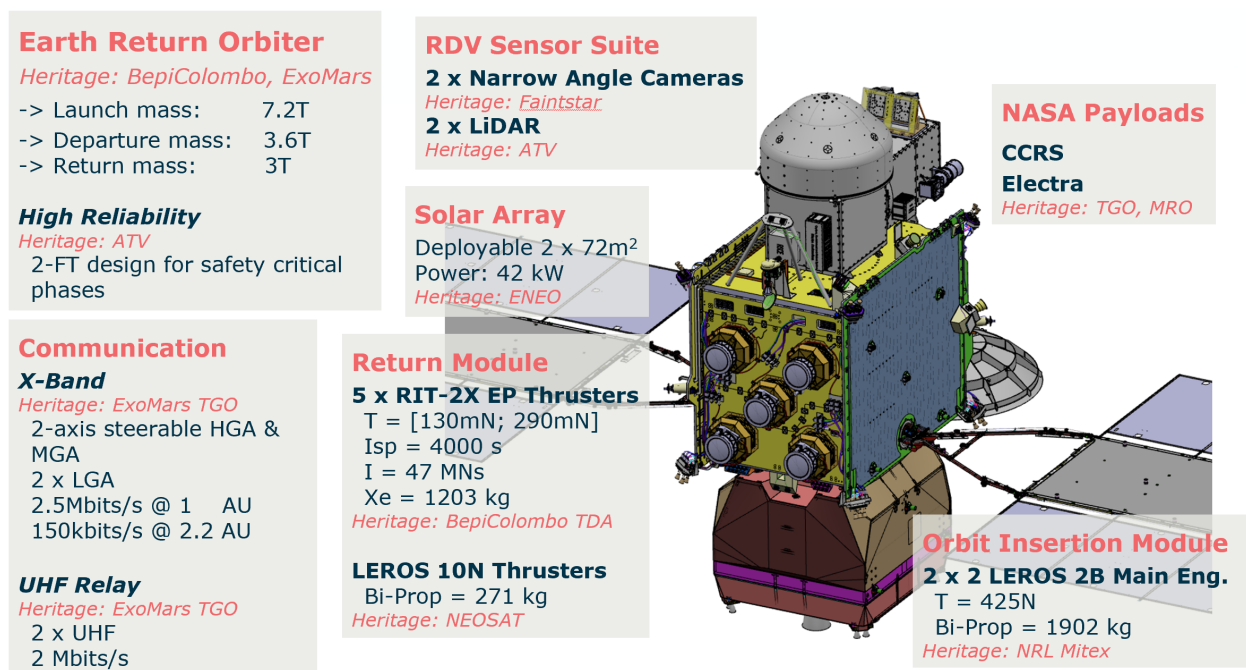 Earth Return Orbiter
Heritage: BepiColombo, ExoMars
-> Launch mass: 7.2T
-> Departure mass: 3.6T
-> Return mass: 3T
High Reliability
Heritage: ATV
2-FT design for safety critical
phases
Communication
X-Band
Heritage: ExoMars TGO
2-axis steerable HGA &
MGA
2 x LGA
2.5Mbits/s @ 1 AU
150kbits/s @ 2.2 AU
UHF Relay
Heritage: ExoMars TGO
2 x UHF
2 Mbits/s
RDV Sensor Suite
2 x Narrow Angle Cameras
Heritage: Faintstar
2 x LiDAR
Heritage: ATV
Solar Array
Deployable 2 x 72m²
Power: 42 kW
Heritage: ENEO
Return Module
5 x RIT-2X EP Thrusters
T = [130mN; 290mN]
Isp = 4000 s
I = 47 MNs
Xe = 1203 kg
Heritage: BepiColombo TDA
LEROS 10N Thrusters
Bi-Prop = 271 kg
Heritage: NEOSAT
NASA Payloads
CCRS
Electra
Heritage: TGO, MRO
Orbit Insertion Module
2 x 2 LEROS 2B Main Eng.
T = 425N
Bi-Prop = 1902 kg
Heritage: NRL Mitex